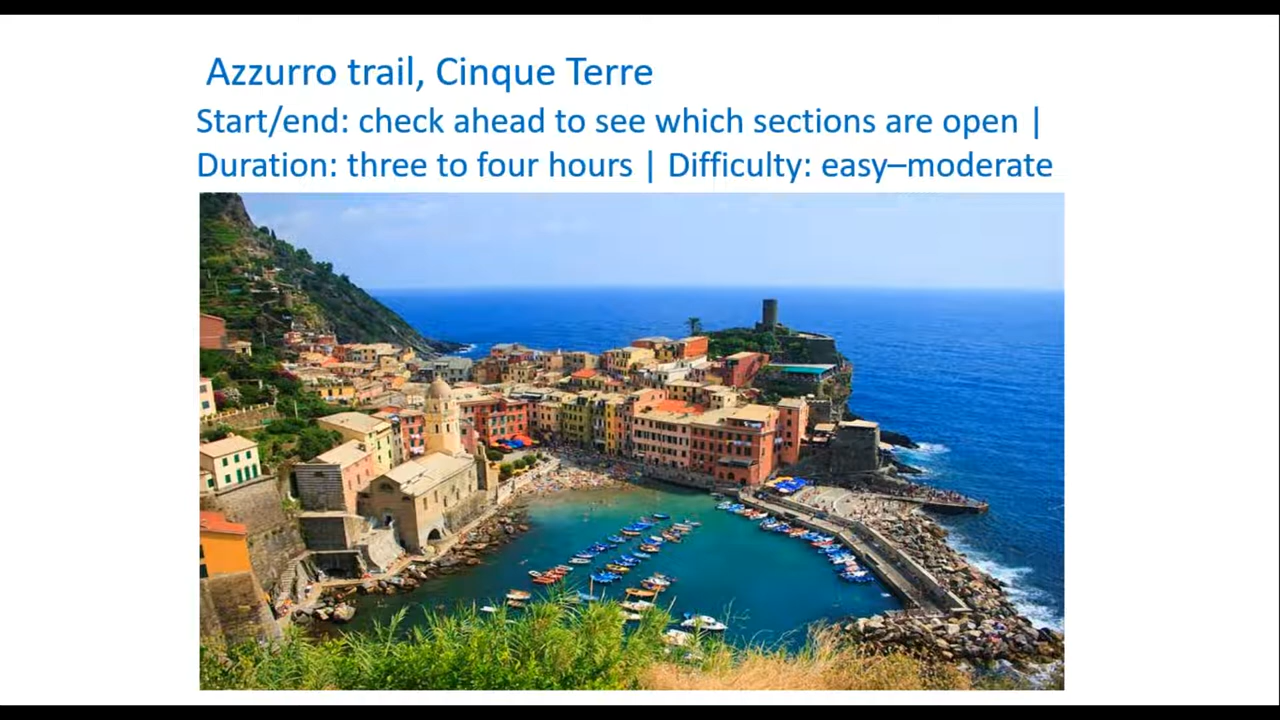 Azzurro trail, Cinque Terre
Start/end: check ahead to see which sections are open |
Duration: three to four hours | Difficulty: easy–moderate